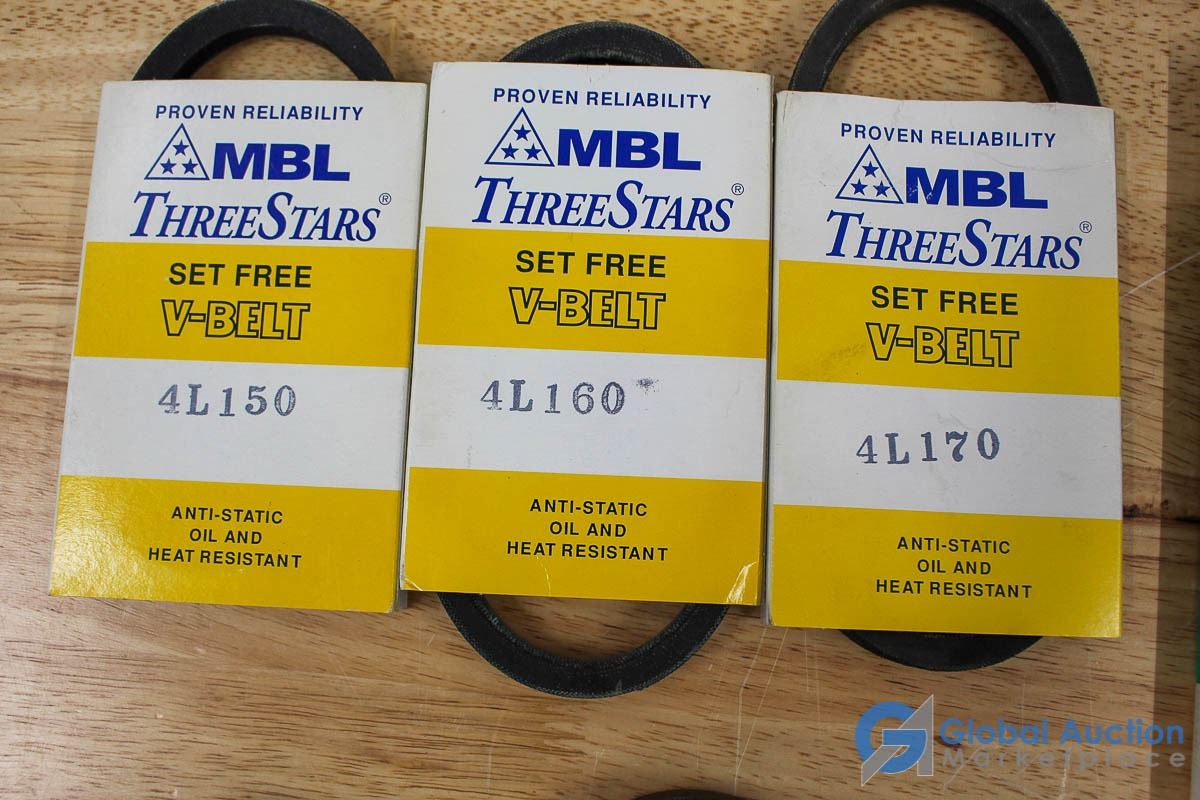 PROVEN RELIABILITY
MBL
THREESTARS®
SET FREE
V-BELT
4L150
ANTI-STATIC
OIL AND
HEAT RESISTANT
PROVEN RELIABILITY
MBL
THREESTARS®
SET FREE
V-BELT
4L160
ANTI-STATIC
OIL AND
HEAT RESISTANT
PROVEN RELIABILITY
MBL
THREESTARS®
SET FREE
V-BELT
4L170
ANTI-STATIC
OIL AND
HEAT RESISTANT
Global Auction
Marketplace